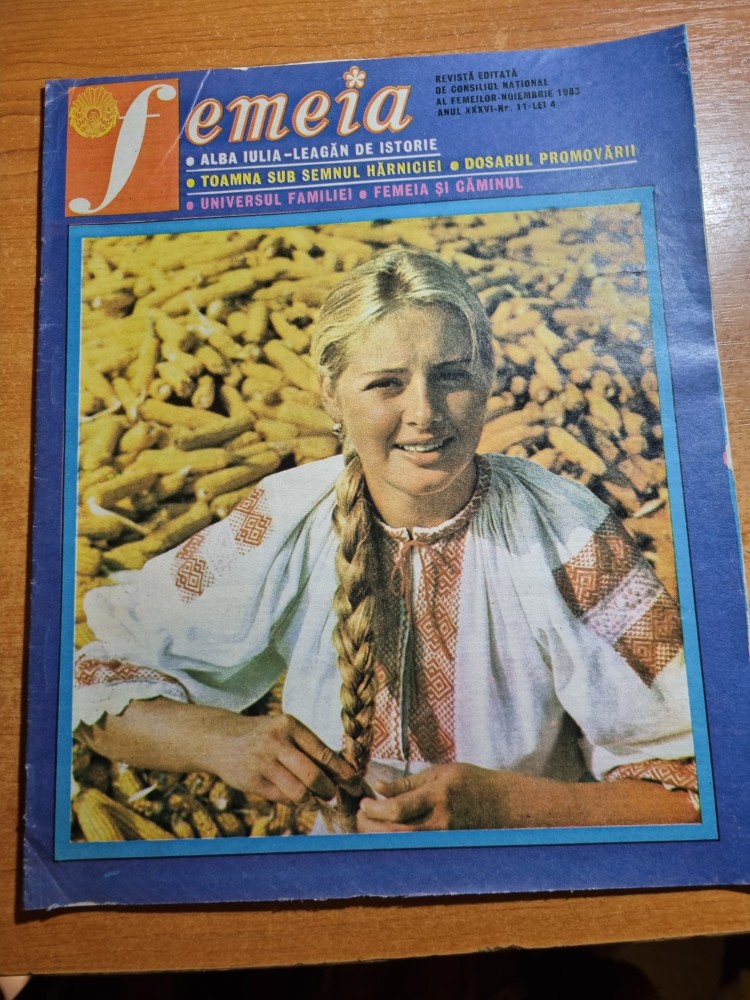 femeia
REVISTĂ EDITATĂ
DE CONSILIUL NAȚIONAL
AL FEMEILOR-NOIEMBRIE 1983
ANUL XXXVI-Nr. 11-LEI 4
• ALBA IULIA-LEAGĂN DE ISTORIE
• TOAMNA SUB SEMNUL HĂRNICIEI • DOSARUL PROMOVĂRII
• UNIVERSUL FAMILIEI • FEMEIA ȘI CĂMINUL